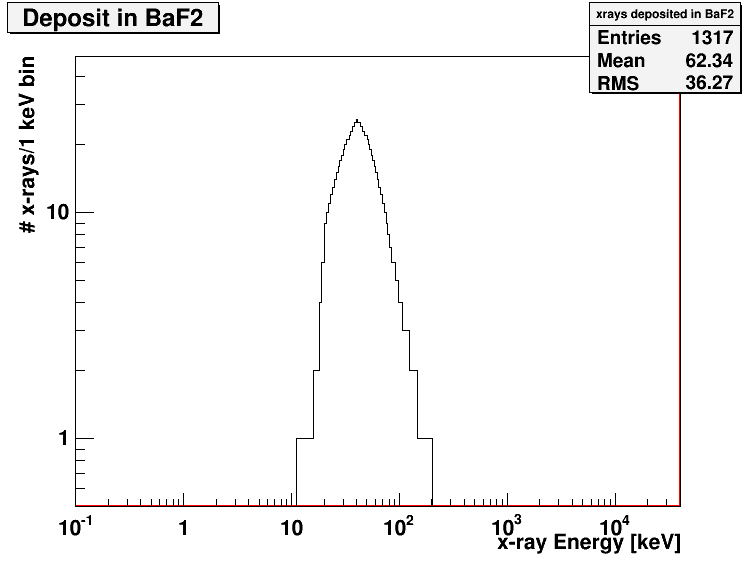 Deposit in BaF2
xrays deposited in BaF2
Entries 1317
Mean 62.34
RMS 36.27
# x-rays/1 keV bin
10
1
10-1 1 10 102 103 104
x-ray Energy [keV]